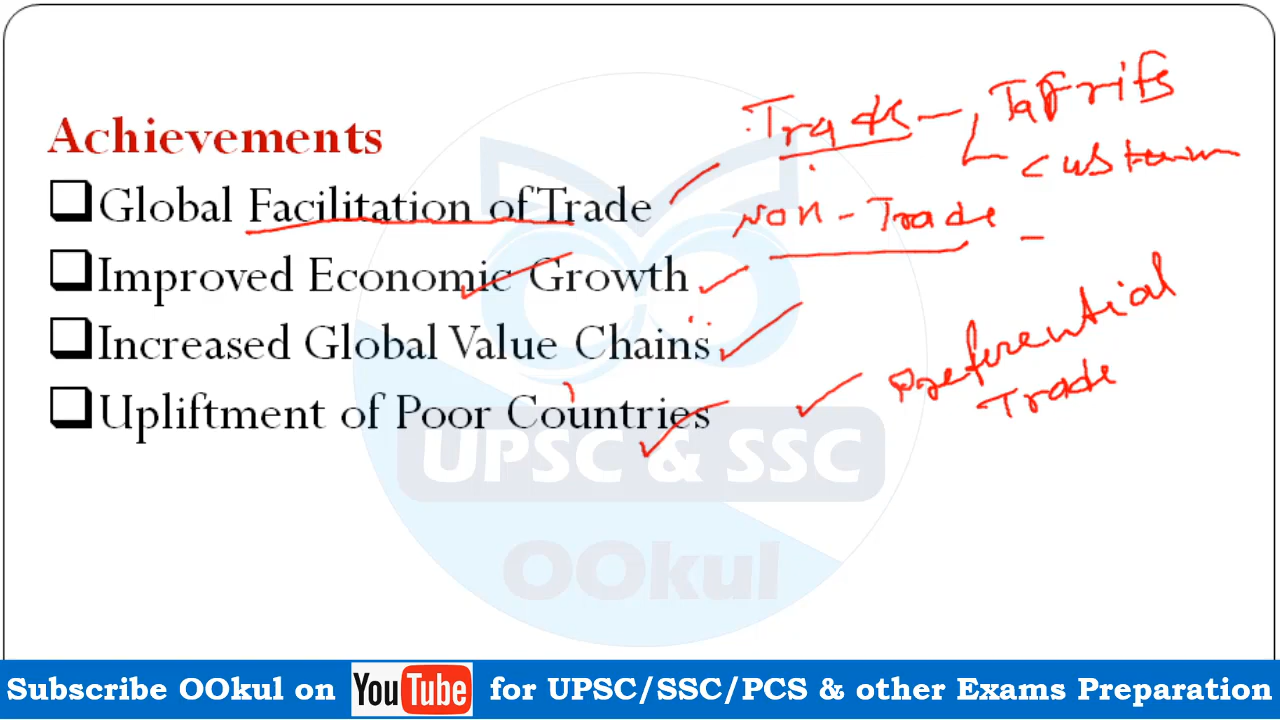 Achievements
Global Facilitation of Trade
Improved Economic Growth
Increased Global Value Chains
Upliftment of Poor Countries
Trade - Tariffs
Custom
Non-Trade -
Preferential
Trade
UPSC & SSC
OOkul
Subscribe OOkul on YouTube for UPSC/SSC/PCS & other Exams Preparation